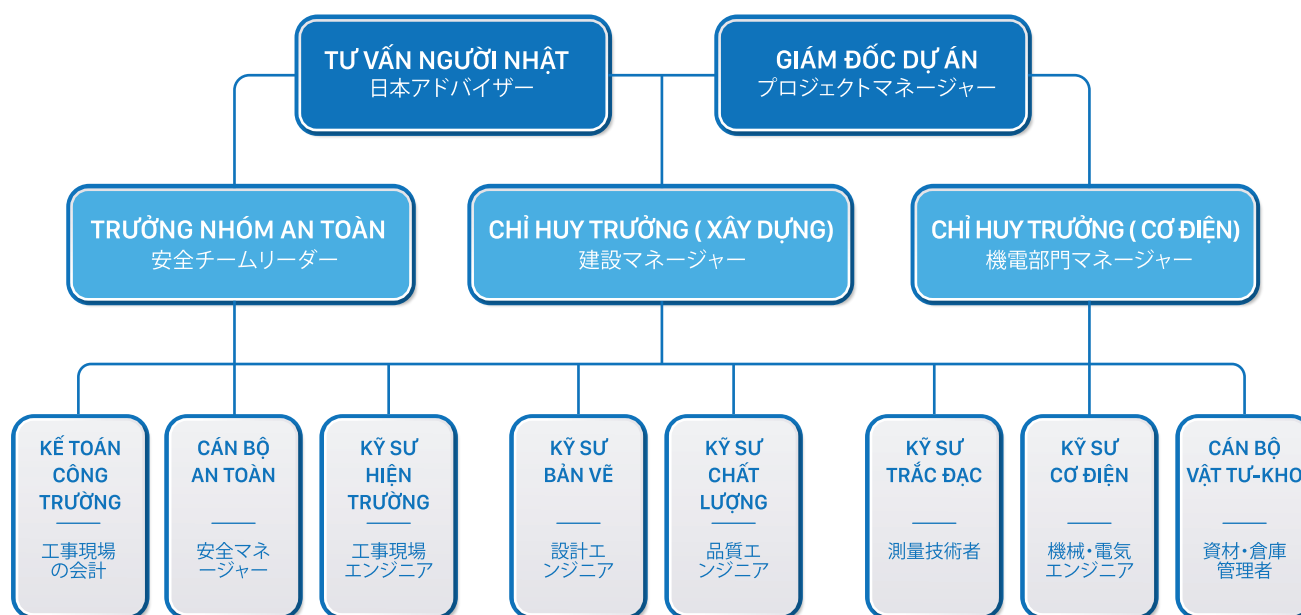 TƯ VẤN NGƯỜI NHẬT
日本アドバイザー
GIÁM ĐỐC DỰ ÁN
プロジェクトマネージャー
TRƯỞNG NHÓM AN TOÀN
安全チームリーダー
CHỈ HUY TRƯỞNG ( XÂY DỰNG)
建設マネージャー
CHỈ HUY TRƯỞNG ( CƠ ĐIỆN)
機電部門マネージャー
KẾ TOÁN
CÔNG
TRƯỜNG
工事現場
の会計
CÁN BỘ
AN TOÀN
安全マネ
ージャー
KỸ SƯ
HIỆN
TRƯỜNG
工事現場
エンジニア
KỸ SƯ
BẢN VẼ
設計エ
ンジニア
KỸ SƯ
CHẤT
LƯỢNG
品質エ
ンジニア
KỸ SƯ
TRẮC ĐẠC
測量技術者
KỸ SƯ
CƠ ĐIỆN
機械・電気
エンジニア
CÁN BỘ
VẬT TƯ-KHO
資材・倉庫
管理者